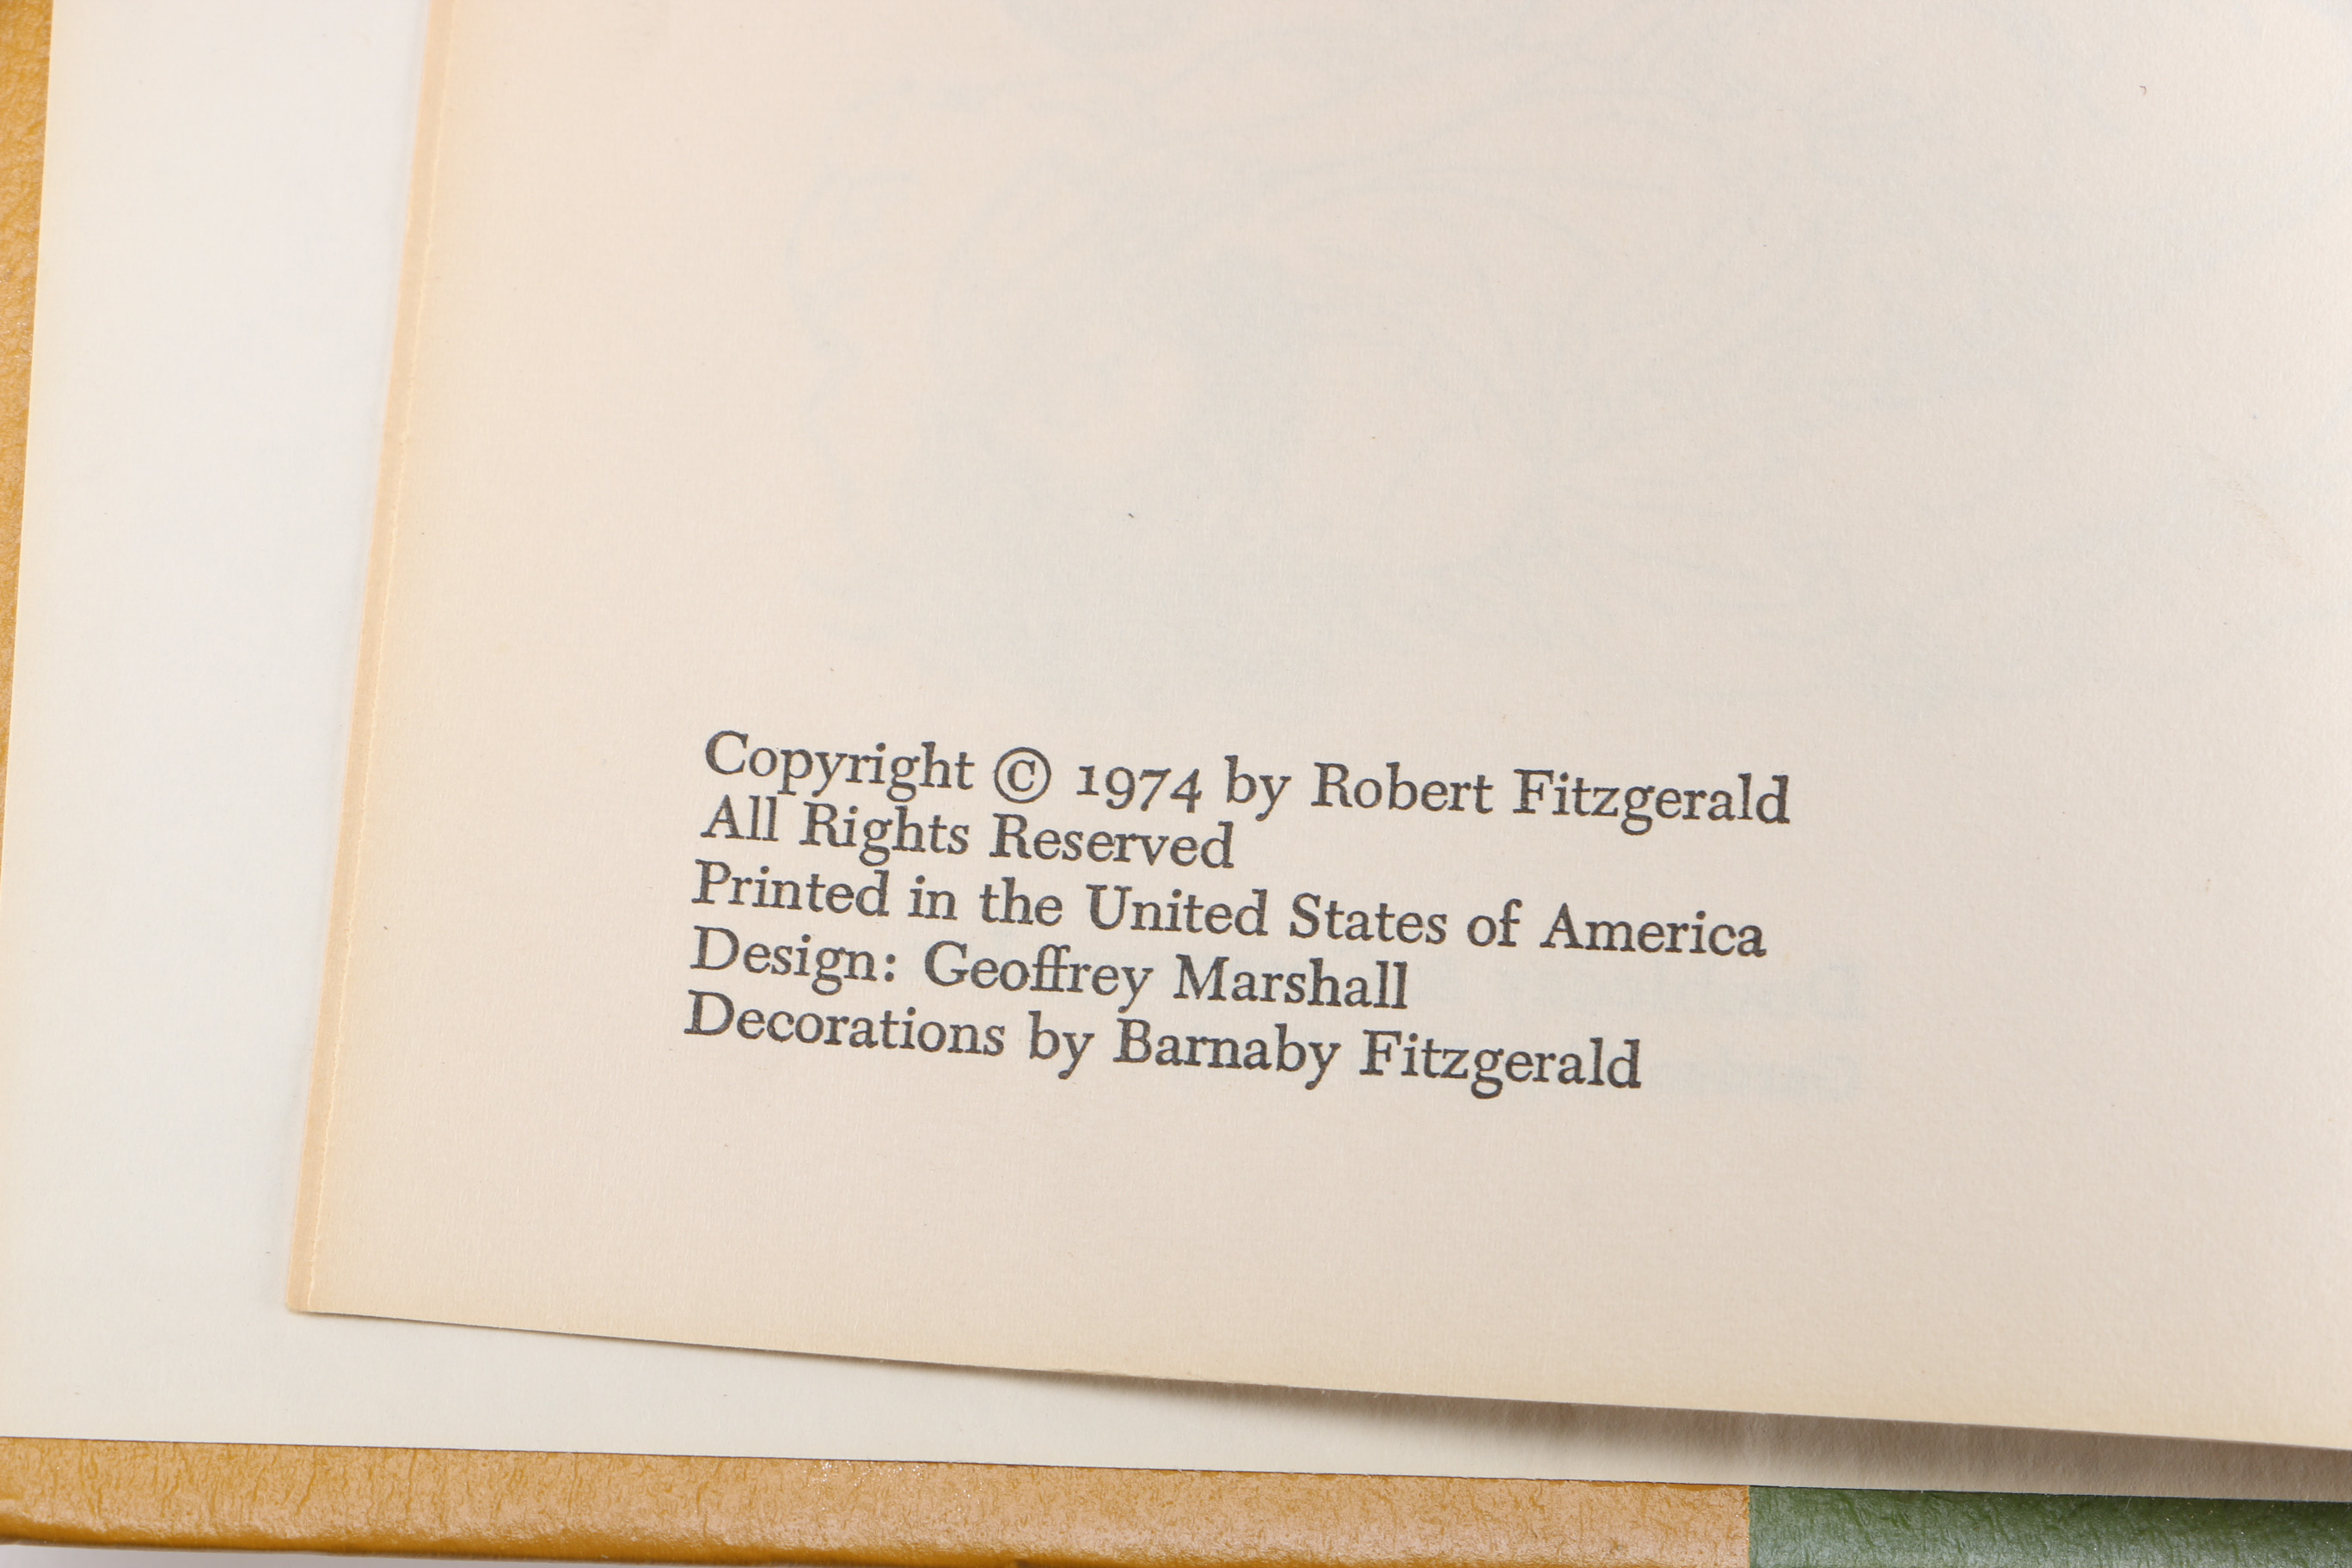 Copyright © 1974 by Robert Fitzgerald
All Rights Reserved
Printed in the United States of America
Design: Geoffrey Marshall
Decorations by Barnaby Fitzgerald